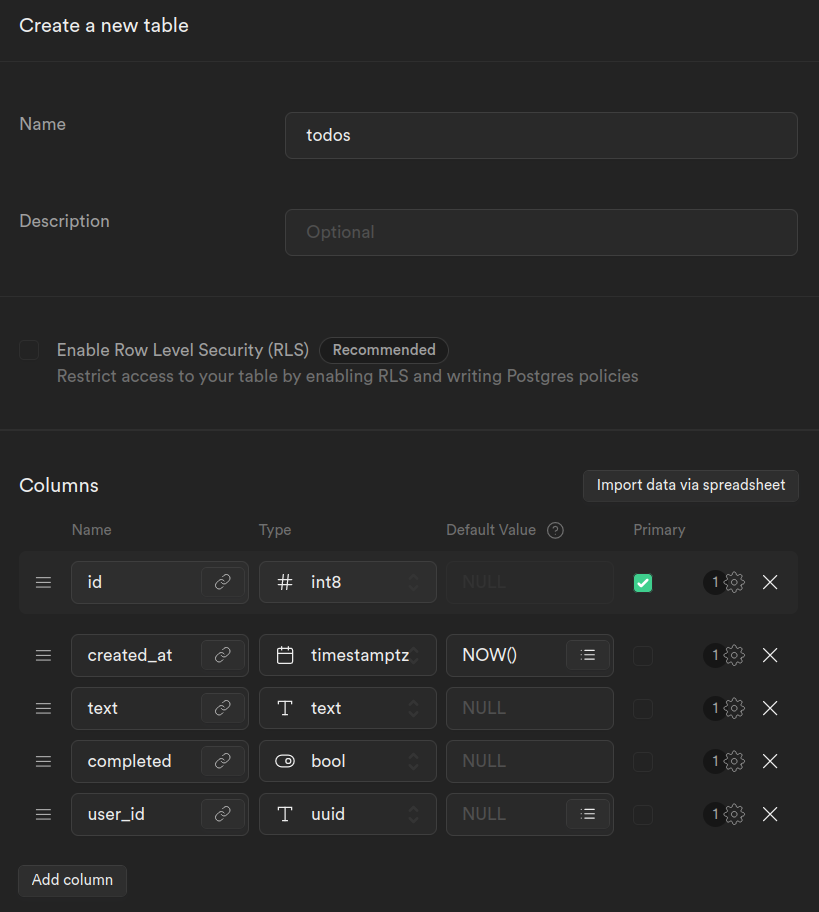 Create a new table
Name
todos
Description
Optional
Enable Row Level Security (RLS) Recommended
Restrict access to your table by enabling RLS and writing Postgres policies
Columns Import data via spreadsheet
Name Type Default Value ? Primary
id # int8 NULL 1
created_at timestamptz NOW() 1
text T text NULL 1
completed bool NULL 1
user_id T uuid NULL 1
Add column